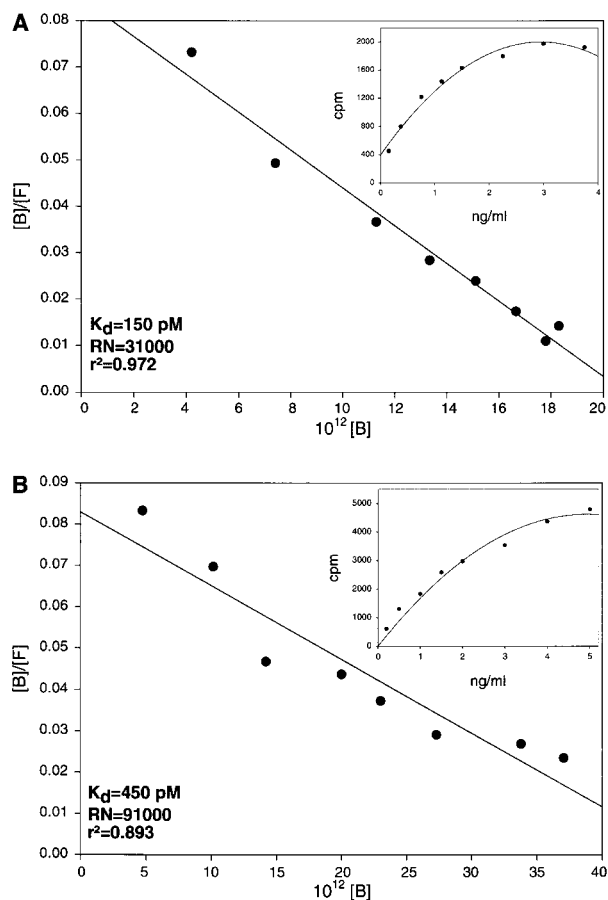 A
[B]/[F]
0.08
0.07
0.06
0.05
0.04
0.03
0.02
0.01
0.00
0 2 4 6 8 10 12 14 16 18 20
10¹² [B]
K_d=150 pM
RN=31000
r²=0.972
cpm
2000
1600
1200
800
400
0
0 1 2 3 4
ng/ml
B
[B]/[F]
0.09
0.08
0.07
0.06
0.05
0.04
0.03
0.02
0.01
0.00
0 5 10 15 20 25 30 35 40
10¹² [B]
K_d=450 pM
RN=91000
r²=0.893
cpm
5000
4000
3000
2000
1000
0
0 1 2 3 4 5
ng/ml